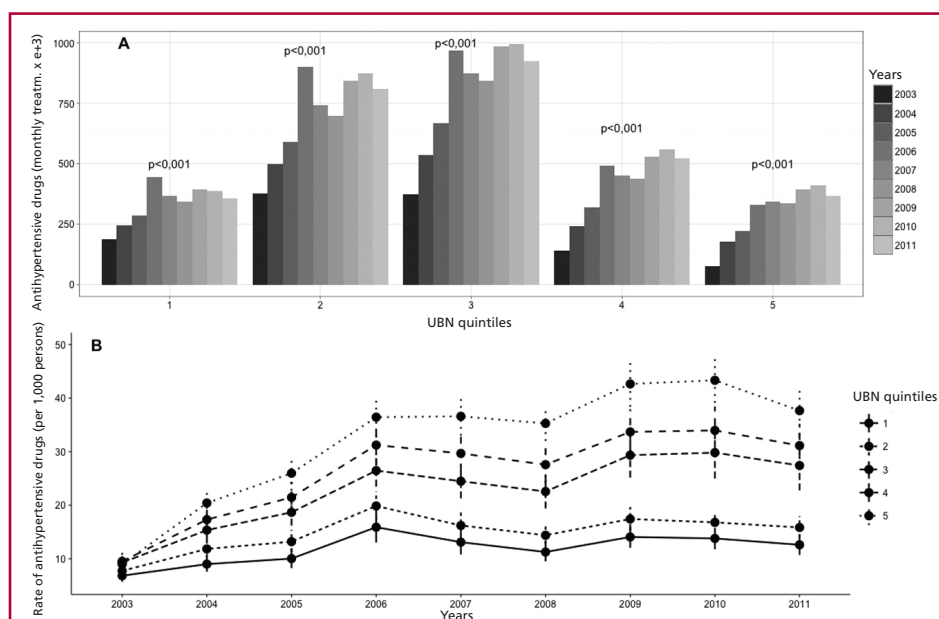 A
Antihypertensive drugs (monthly treatm. x e+3)
1000
750
500
250
0
p<0,001
p<0,001
p<0,001
p<0,001
p<0,001
1
2
3
4
5
UBN quintiles
Years
2003
2004
2005
2006
2007
2008
2009
2010
2011
B
Rate of antihypertensive drugs (per 1,000 persons)
50
40
30
20
10
2003
2004
2005
2006
2007
2008
2009
2010
2011
Years
UBN quintiles
1
2
3
4
5